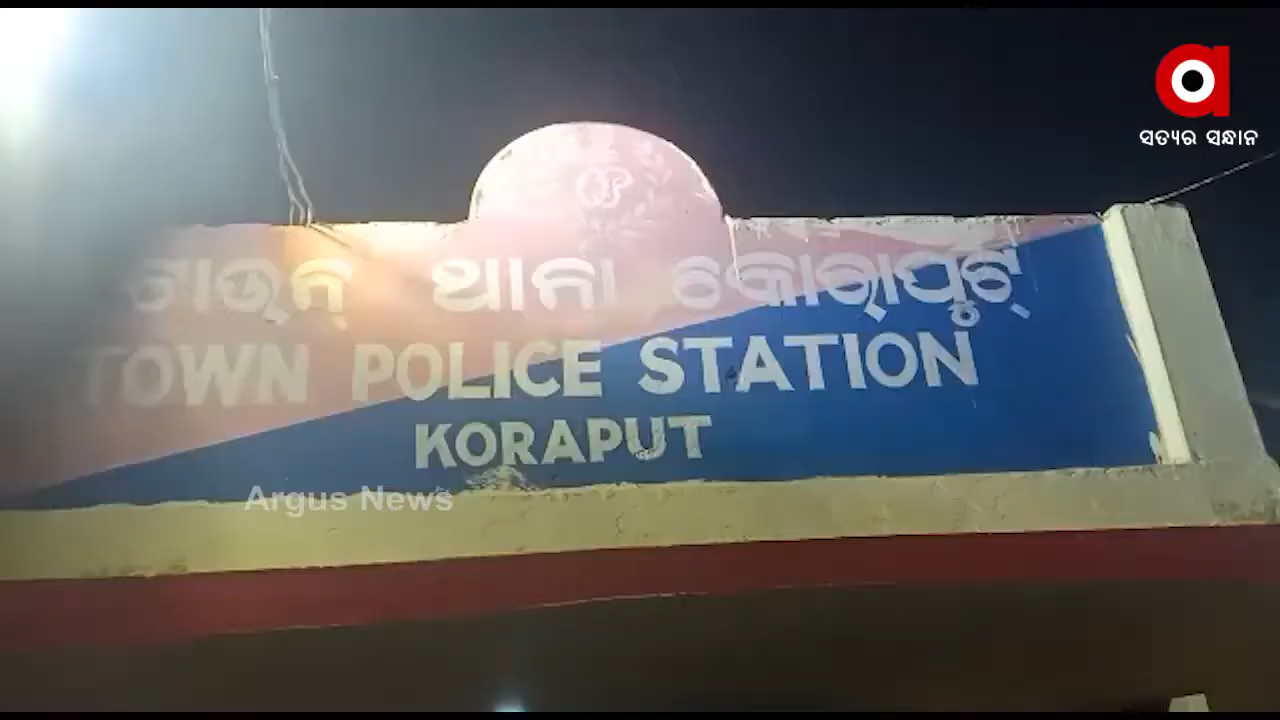 ସତ୍ୟର ସନ୍ଧାନ
ଟାଉନ୍ ଥାନା କୋରାପୁଟ୍
TOWN POLICE STATION
KORAPUT
Argus News